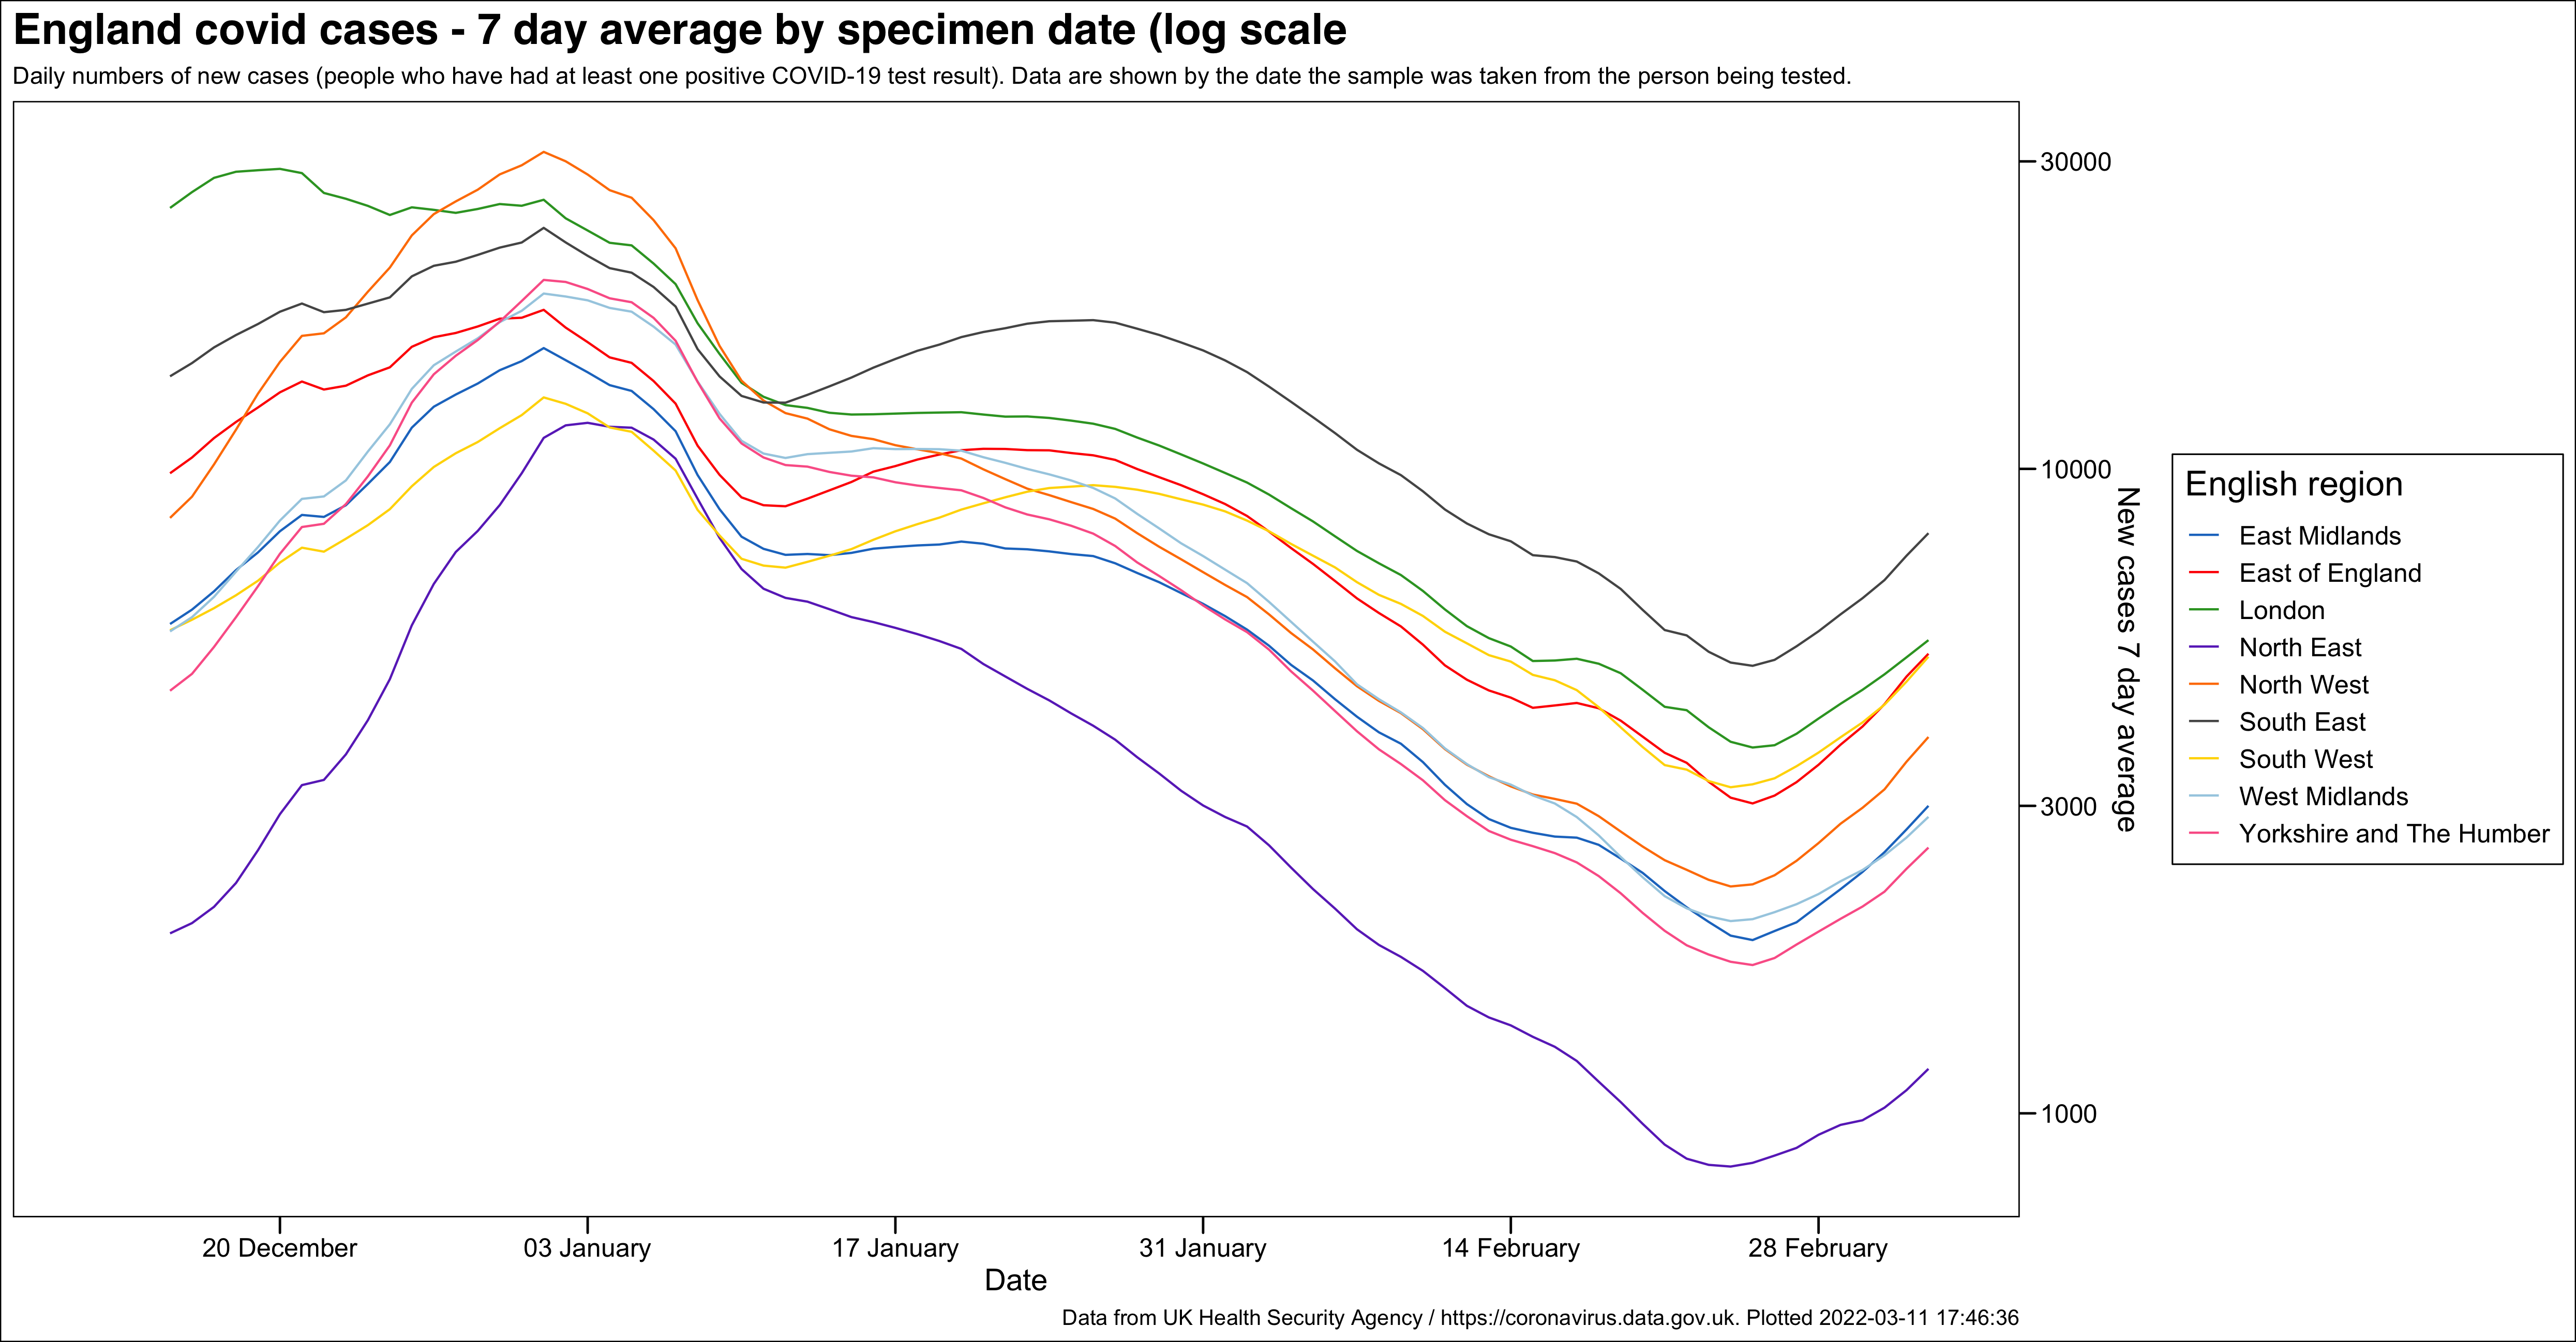 England covid cases - 7 day average by specimen date (log scale
Daily numbers of new cases (people who have had at least one positive COVID-19 test result). Data are shown by the date the sample was taken from the person being tested.
30000
10000
3000
1000
New cases 7 day average
English region
East Midlands
East of England
London
North East
North West
South East
South West
West Midlands
Yorkshire and The Humber
20 December
03 January
17 January
31 January
14 February
28 February
Date
Data from UK Health Security Agency / https://coronavirus.data.gov.uk. Plotted 2022-03-11 17:46:36